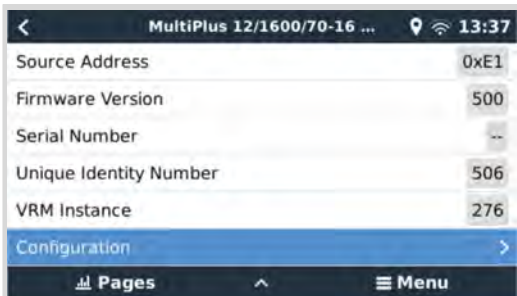 MultiPlus 12/1600/70-16 ... 13:37
Source Address 0xE1
Firmware Version 500
Serial Number --
Unique Identity Number 506
VRM Instance 276
Configuration
Pages Menu